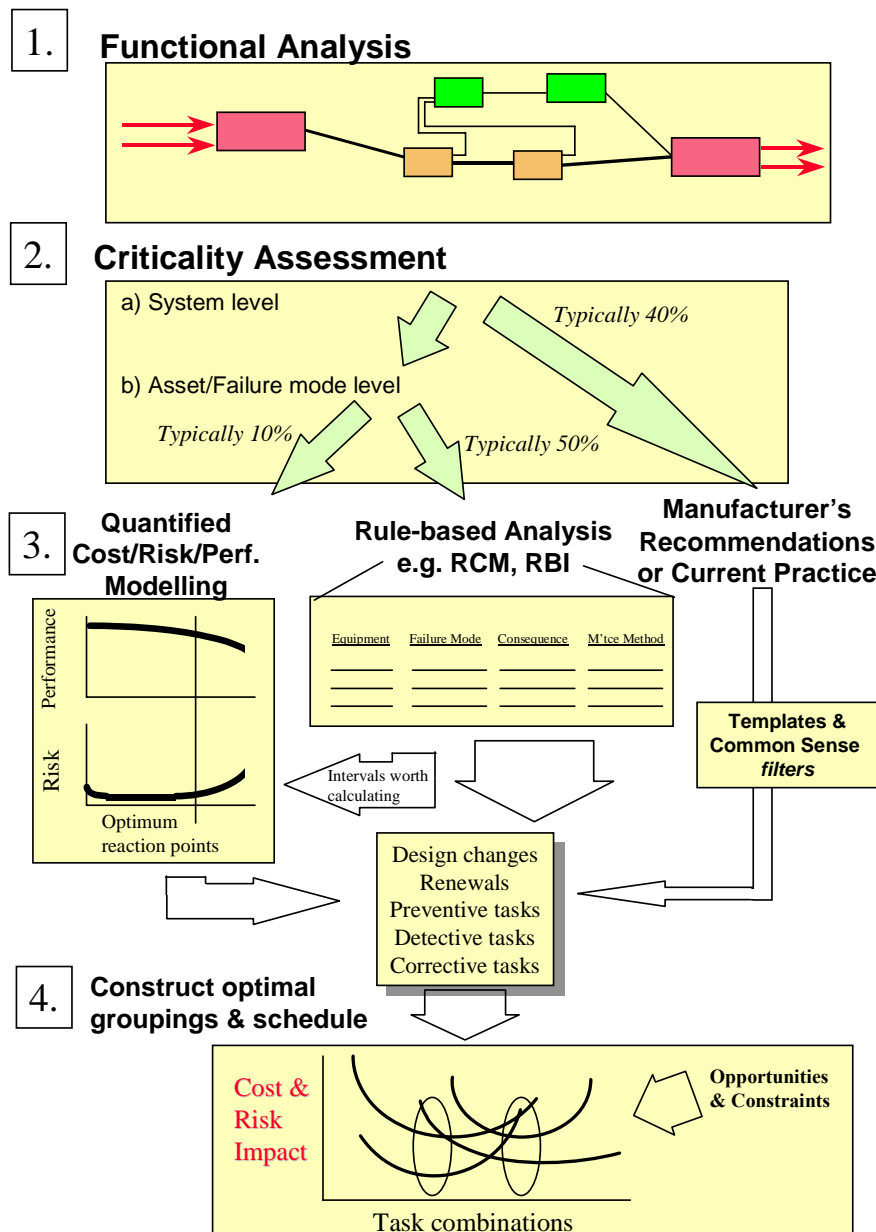 1.
Functional Analysis
2.
Criticality Assessment
a) System level
Typically 40%
b) Asset/Failure mode level
Typically 10%
Typically 50%
3.
Quantified
Cost/Risk/Perf.
Modelling
Rule-based Analysis
e.g. RCM, RBI
Manufacturer's
Recommendations
or Current Practice
Performance
Risk
Optimum
reaction points
Equipment Failure Mode Consequence M'tce Method
Templates &
Common Sense
filters
Intervals worth
calculating
Design changes
Renewals
Preventive tasks
Detective tasks
Corrective tasks
4.
Construct optimal
groupings & schedule
Cost &
Risk
Impact
Opportunities
& Constraints
Task combinations